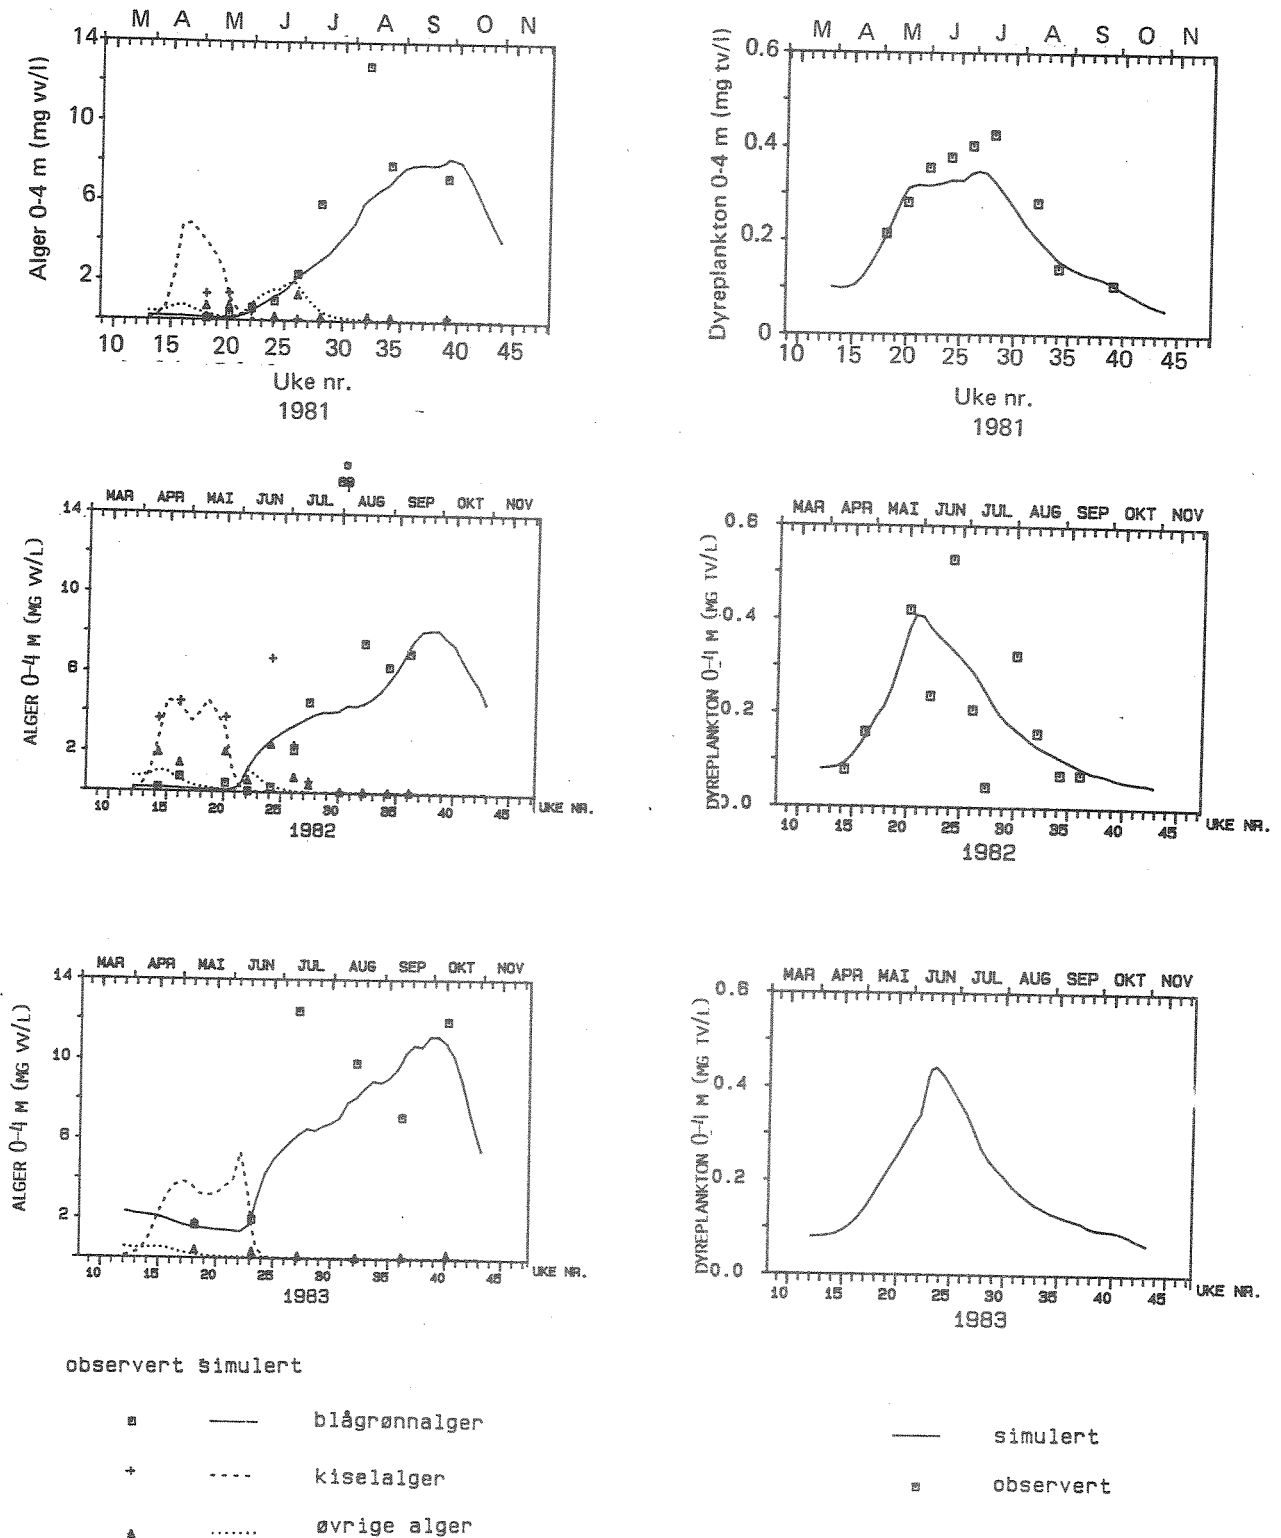 M A M J J A S O N
14
10
6
2
Alger 0-4 m (mg vv/l)
10 15 20 25 30 35 40 45
Uke nr.
1981
M A M J J A S O N
0.6
0.4
0.2
0
Dyreplankton 0-4 m (mg tv/l)
10 15 20 25 30 35 40 45
Uke nr.
1981
MAR APR MAI JUN JUL AUG SEP OKT NOV
14
10
6
2
ALGER 0-4 M (MG VV/L)
10 15 20 25 30 35 40 45 UKE NR.
1982
MAR APR MAI JUN JUL AUG SEP OKT NOV
0.6
0.4
0.2
0.0
DYREPLANKTON 0-4 M (MG TV/L)
10 15 20 25 30 35 40 45 UKE NR.
1982
MAR APR MAI JUN JUL AUG SEP OKT NOV
14
10
6
2
ALGER 0-4 M (MG VV/L)
10 15 20 25 30 35 40 45 UKE NR.
1983
MAR APR MAI JUN JUL AUG SEP OKT NOV
0.6
0.4
0.2
0.0
DYREPLANKTON 0-4 M (MG TV/L)
10 15 20 25 30 35 40 45 UKE NR.
1983
observert simulert
blågrønnalger
kiselalger
øvrige alger
simulert
observert